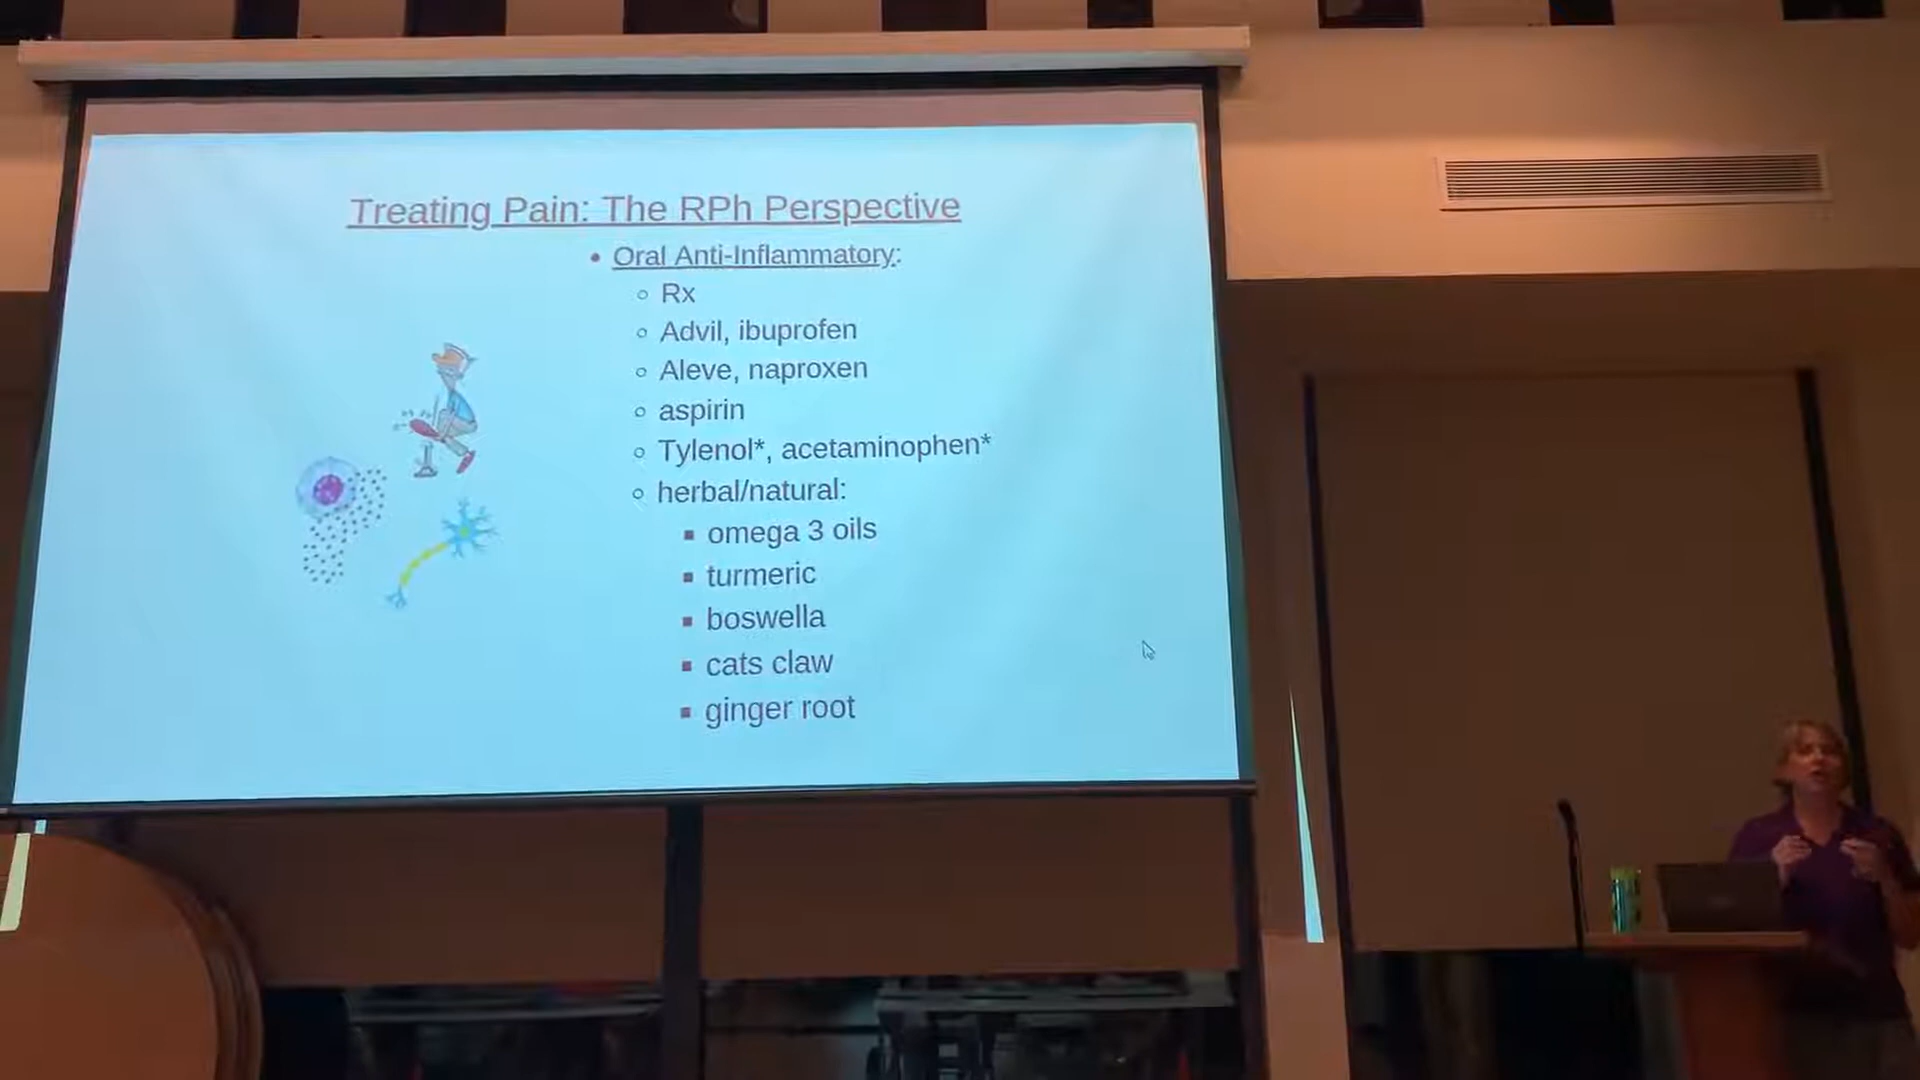 Treating Pain: The RPh Perspective
• Oral Anti-Inflammatory:
○ Rx
○ Advil, ibuprofen
○ Aleve, naproxen
○ aspirin
○ Tylenol*, acetaminophen*
○ herbal/natural:
▪ omega 3 oils
▪ turmeric
▪ boswella
▪ cats claw
▪ ginger root